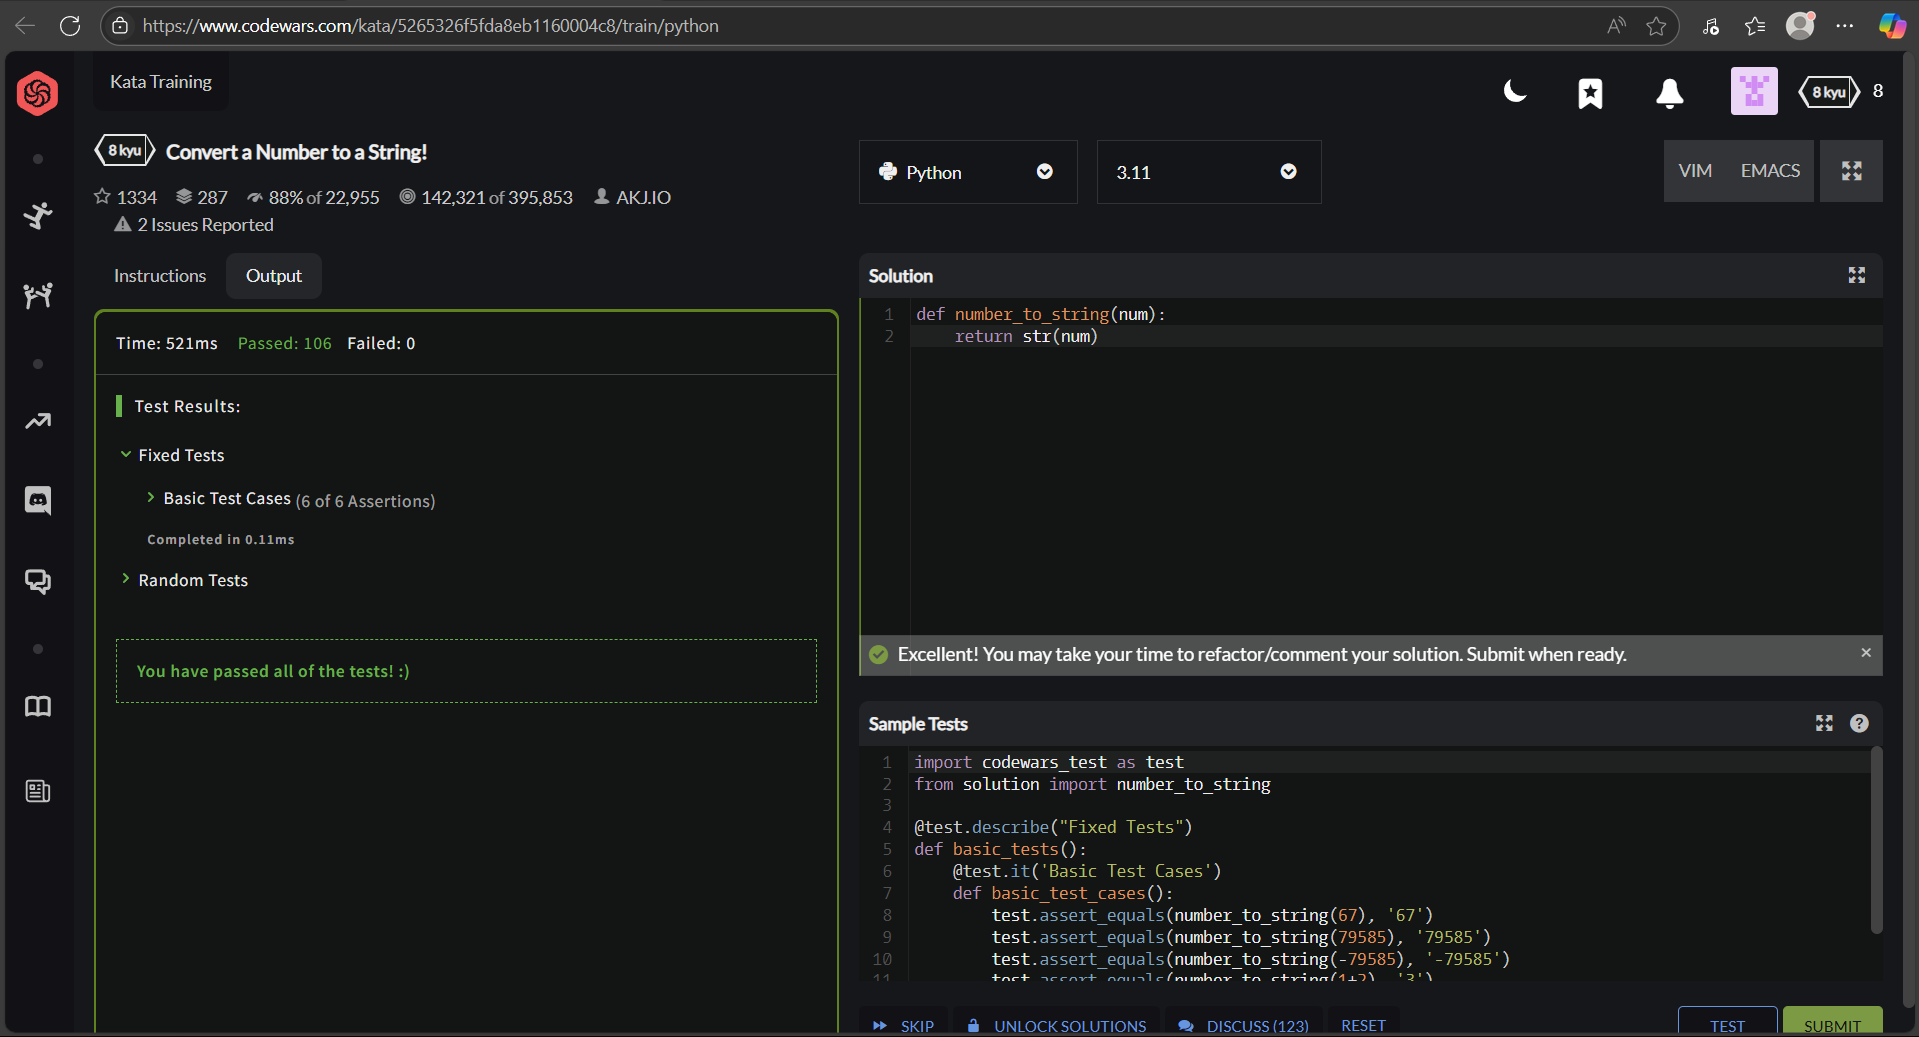 https://www.codewars.com/kata/5265326f5fda8eb1160004c8/train/python
Kata Training
8 kyu
8
8 kyu Convert a Number to a String!
1334 287 88% of 22,955 142,321 of 395,853 AKJ.IO
2 Issues Reported
Python
3.11
VIM EMACS
Instructions Output
Time: 521ms Passed: 106 Failed: 0
Test Results:
Fixed Tests
Basic Test Cases (6 of 6 Assertions)
Completed in 0.11ms
Random Tests
You have passed all of the tests! :)
Solution
1 def number_to_string(num):
2     return str(num)
Excellent! You may take your time to refactor/comment your solution. Submit when ready.
Sample Tests
1 import codewars_test as test
2 from solution import number_to_string
3
4 @test.describe("Fixed Tests")
5 def basic_tests():
6     @test.it('Basic Test Cases')
7     def basic_test_cases():
8         test.assert_equals(number_to_string(67), '67')
9         test.assert_equals(number_to_string(79585), '79585')
10         test.assert_equals(number_to_string(-79585), '-79585')
11         test.assert_equals(number_to_string(1+2), '3')
SKIP UNLOCK SOLUTIONS DISCUSS (123) RESET
TEST SUBMIT